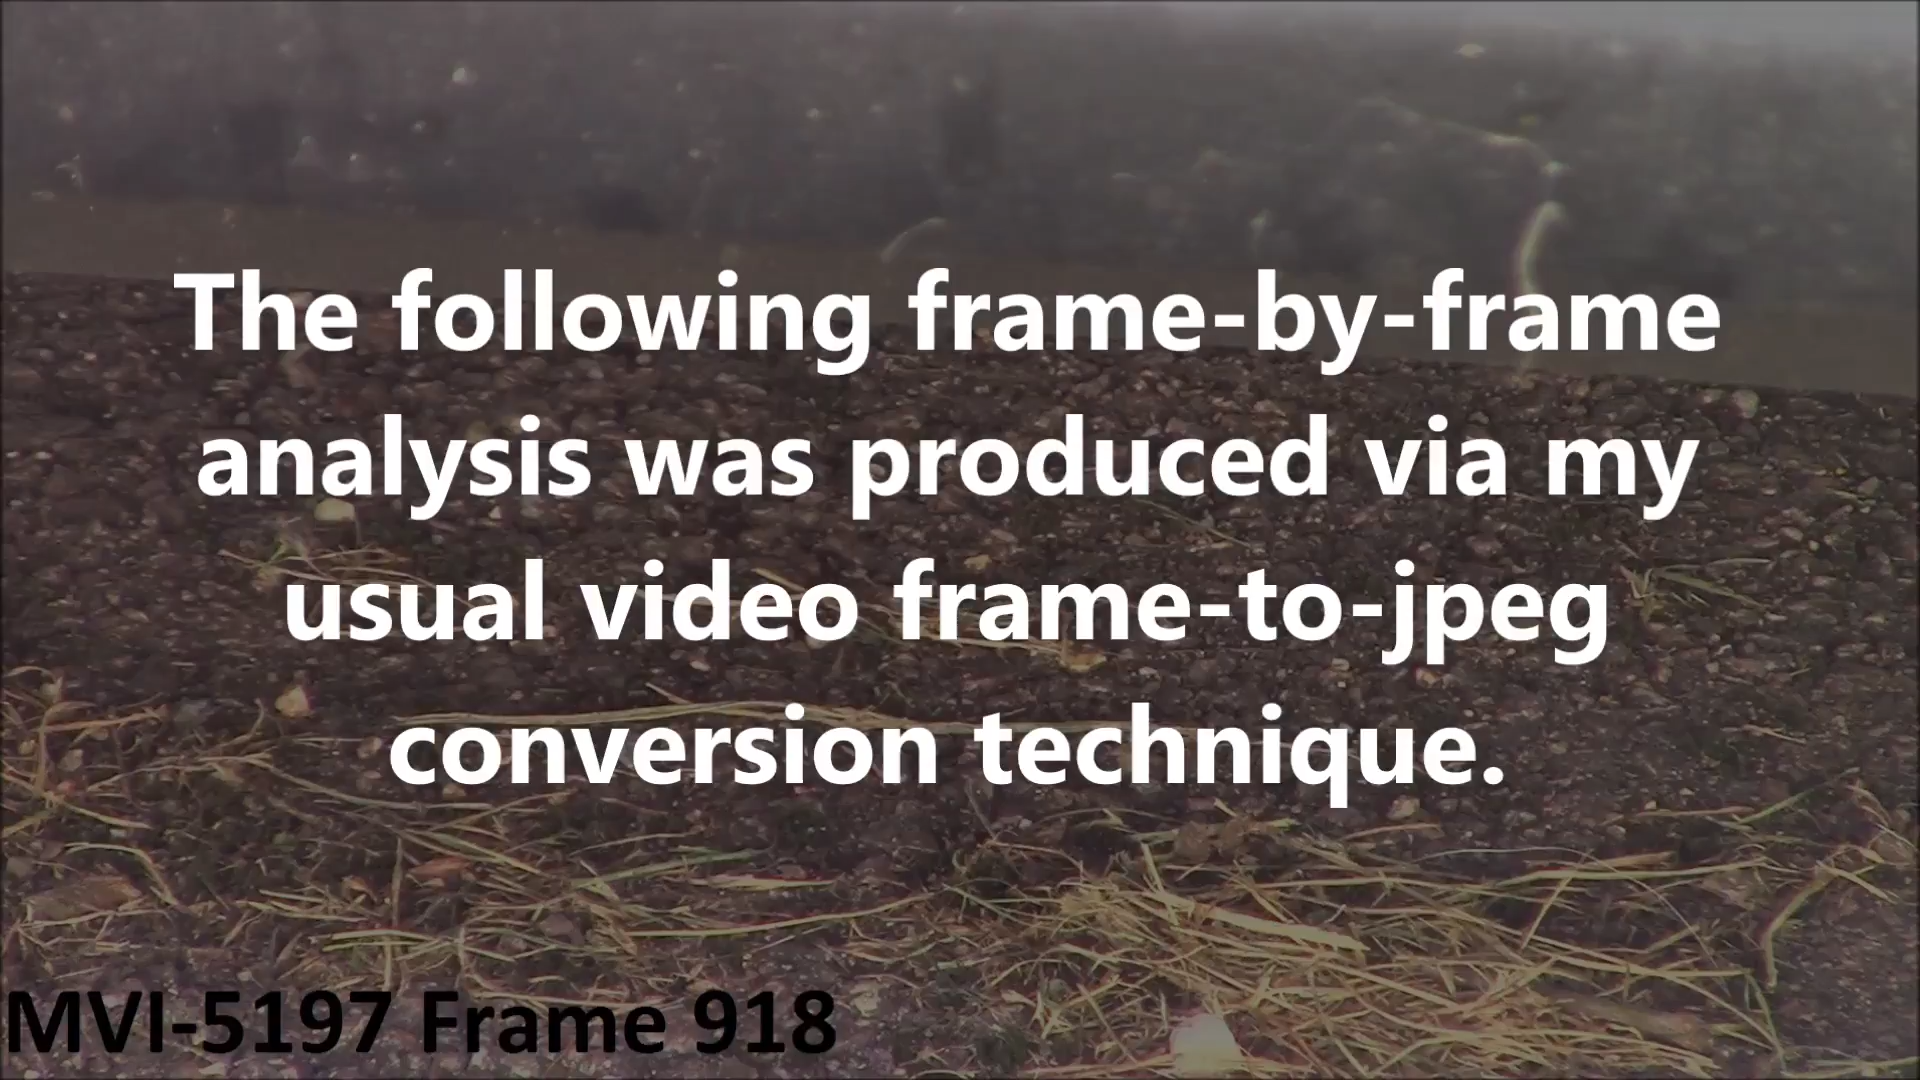 The following frame-by-frame
analysis was produced via my
usual video frame-to-jpeg
conversion technique.
MVI-5197 Frame 918